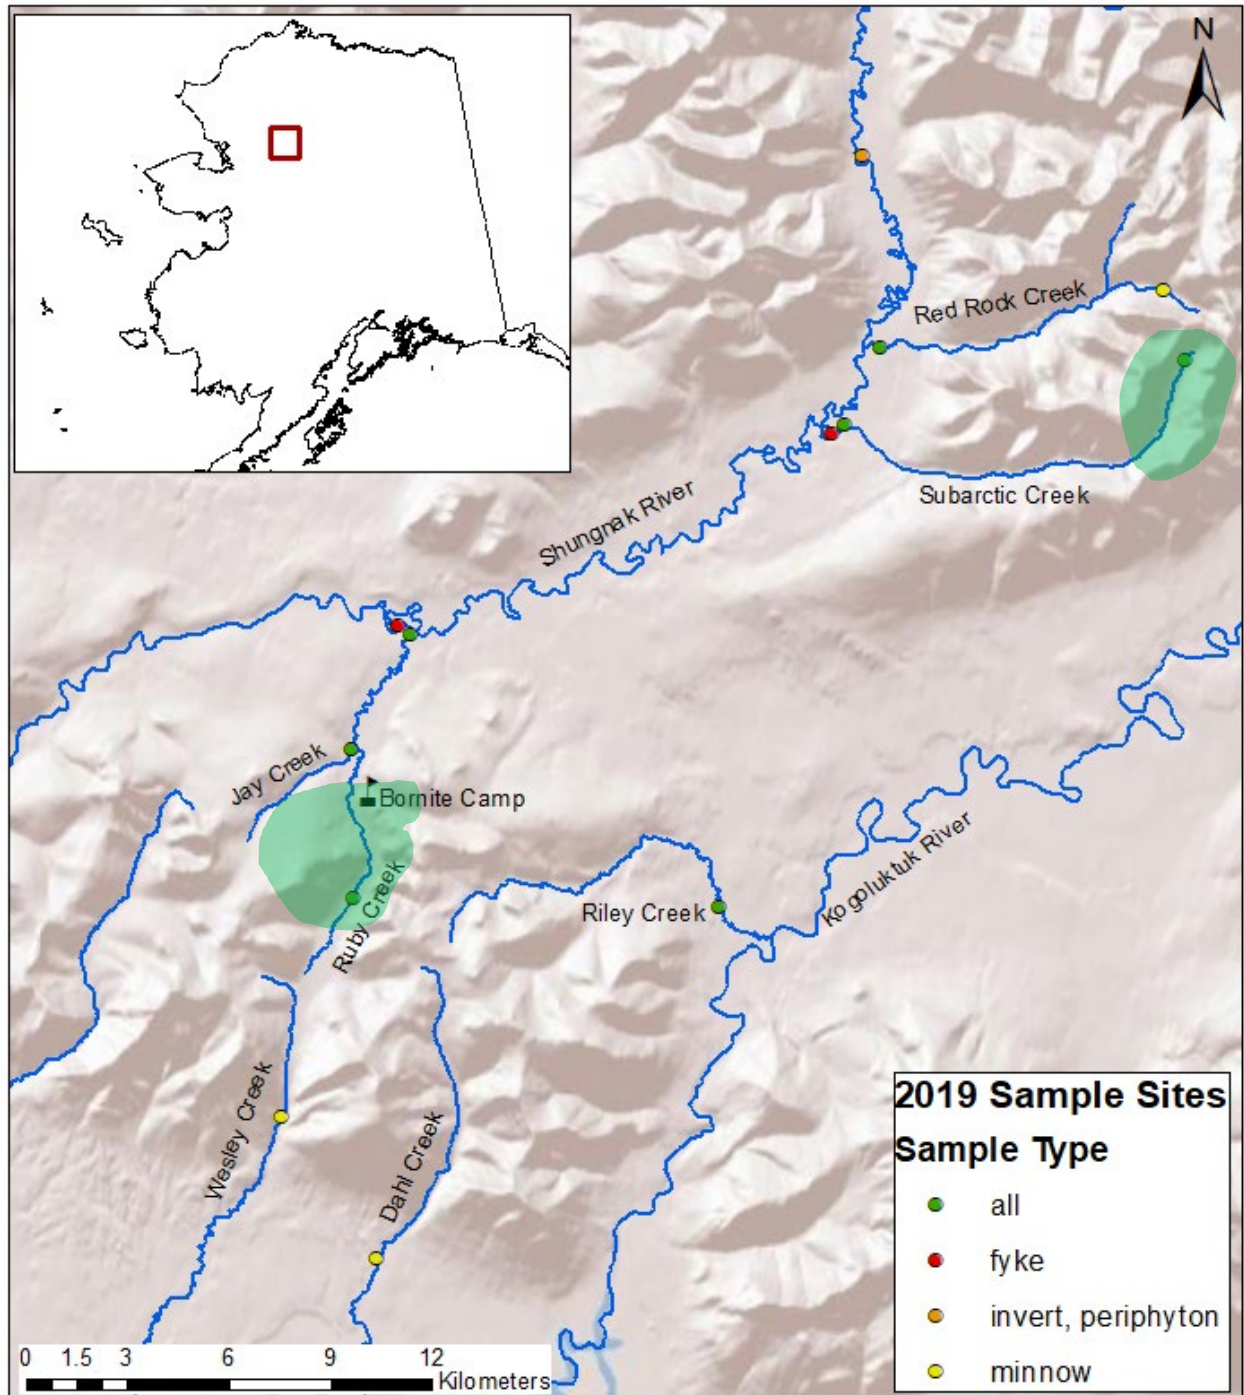 N
Red Rock Creek
Subarctic Creek
Shungnak River
Jay Creek
Bornite Camp
Ruby Creek
Riley Creek
Kogoluktuk River
Wesley Creek
Dahl Creek
2019 Sample Sites
Sample Type
all
fyke
invert, periphyton
minnow
0 1.5 3 6 9 12
Kilometers